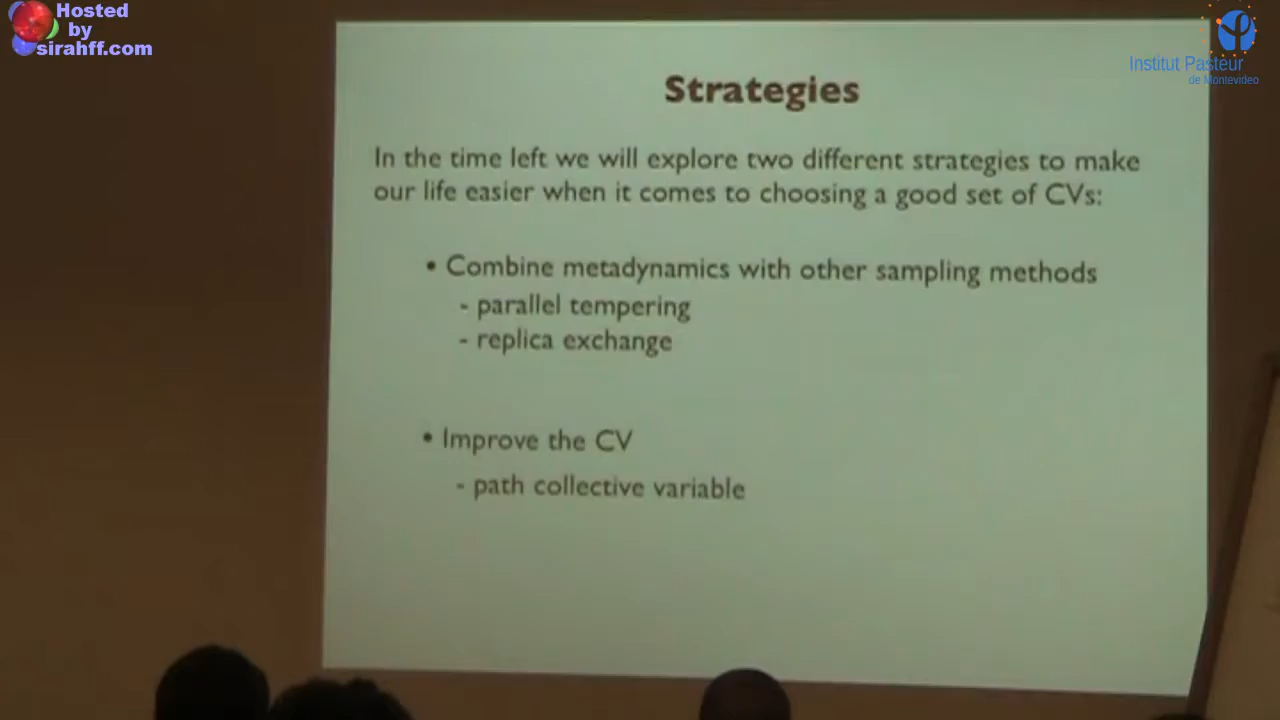 Hosted
by
sirahff.com
Institut Pasteur
de Montevideo
Strategies
In the time left we will explore two different strategies to make
our life easier when it comes to choosing a good set of CVs:
• Combine metadynamics with other sampling methods
- parallel tempering
- replica exchange
• Improve the CV
- path collective variable